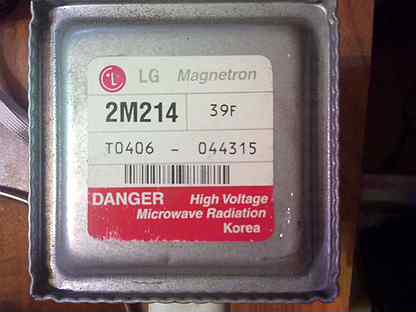 LG Magnetron
2M214 39F
T0406 - 044315
DANGER High Voltage
Microwave Radiation
Korea